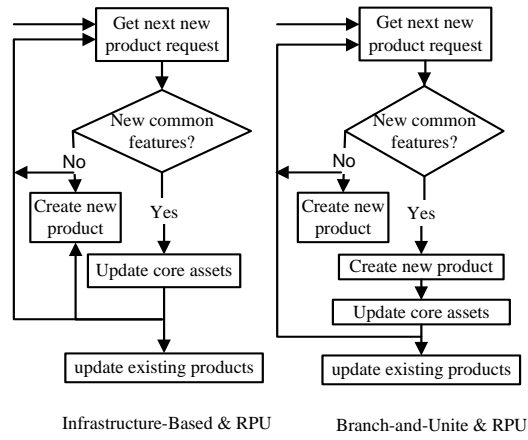 Get next new
product request
New common
features?
No
Create new
product
Yes
Update core assets
update existing products
Infrastructure-Based & RPU
Get next new
product request
New common
features?
No
Create new
product
Yes
Create new product
Update core assets
update existing products
Branch-and-Unite & RPU